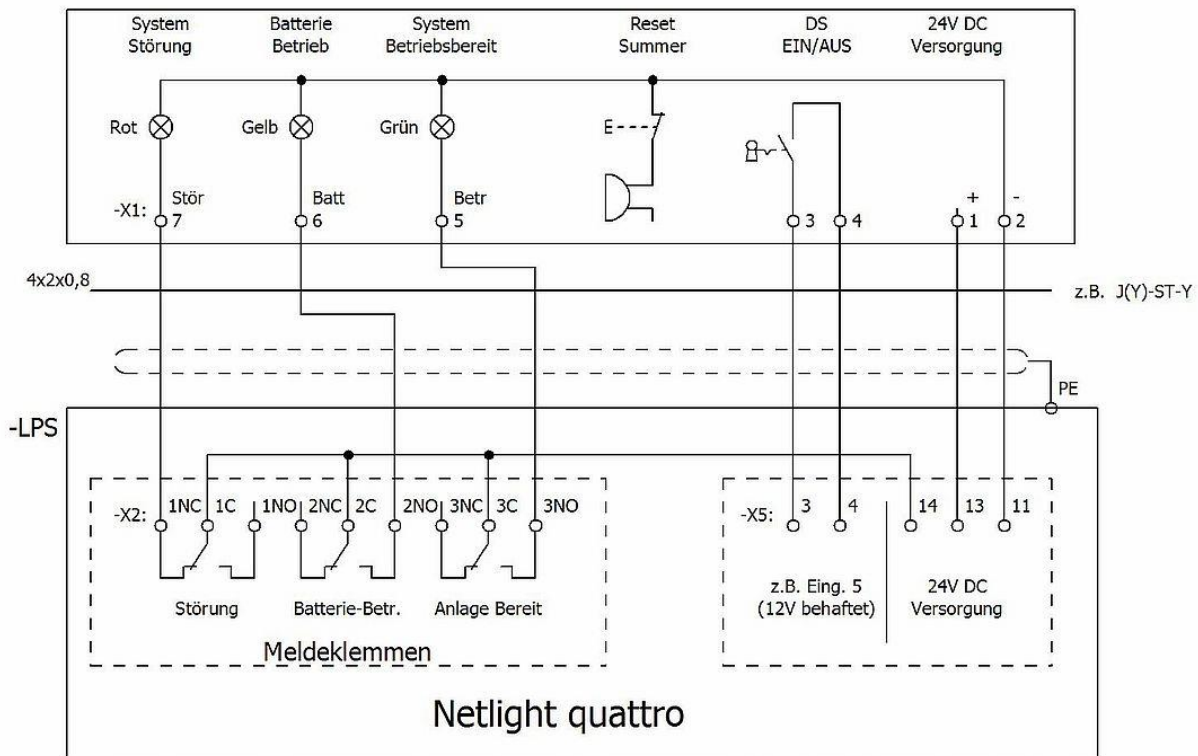 System Störung
Batterie Betrieb
System Betriebsbereit
Reset Summer
DS EIN/AUS
24V DC Versorgung
Rot
Gelb
Grün
E
-X1:
Stör
7
Batt
6
Betr
5
3
4
+
1
-
2
4x2x0,8
z.B. J(Y)-ST-Y
PE
-LPS
-X2:
1NC
1C
1NO
2NC
2C
2NO
3NC
3C
3NO
-X5:
3
4
14
13
11
Störung
Batterie-Betr.
Anlage Bereit
z.B. Eing. 5
(12V behaftet)
24V DC
Versorgung
Meldeklemmen
Netlight quattro